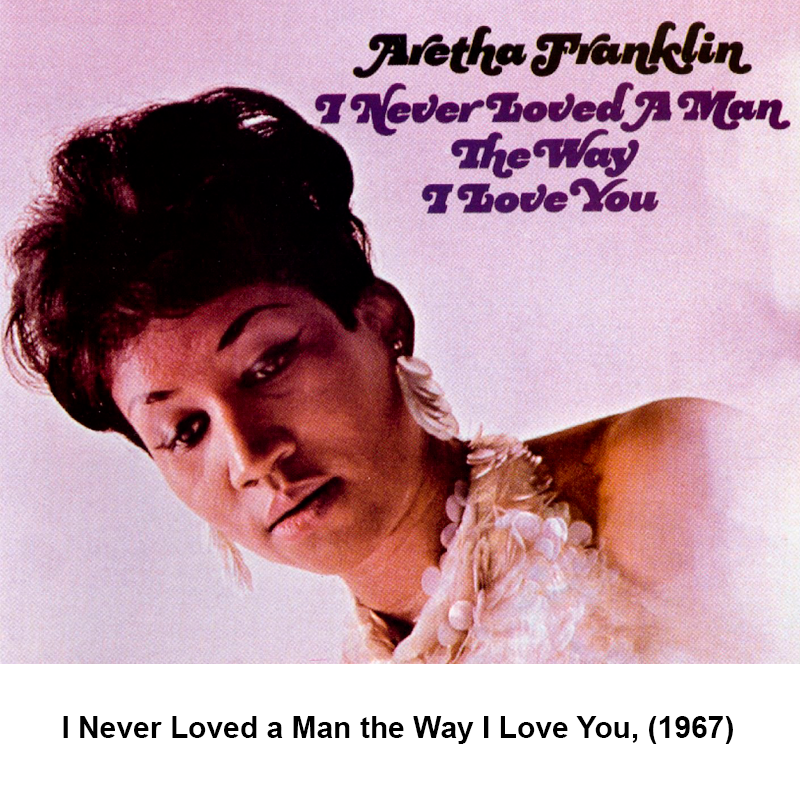 Aretha Franklin
I Never Loved A Man
The Way
I Love You
I Never Loved a Man the Way I Love You, (1967)